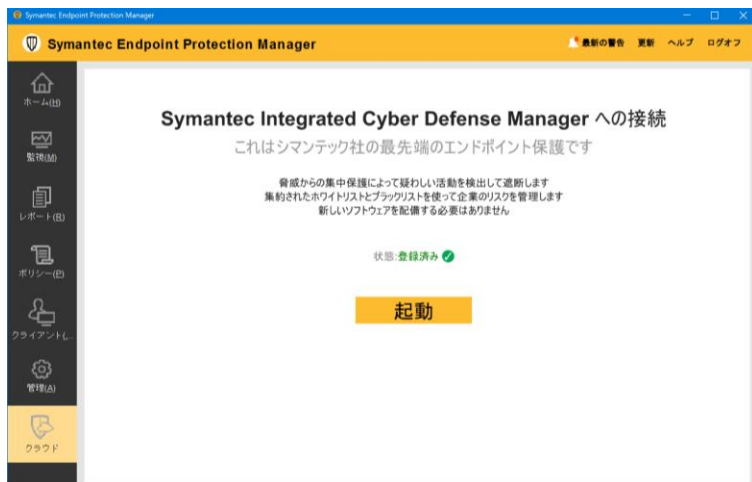 Symantec Endpoint Protection Manager
Symantec Endpoint Protection Manager
最新の警告 更新 ヘルプ ログオフ
ホーム(H)
監視(M)
レポート(R)
ポリシー(P)
クライアント(...
管理(A)
クラウド
Symantec Integrated Cyber Defense Manager への接続
これはシマンテック社の最先端のエンドポイント保護です
脅威からの集中保護によって疑わしい活動を検出して遮断します
集約されたホワイトリストとブラックリストを使って企業のリスクを管理します
新しいソフトウェアを配備する必要はありません
状態:登録済み
起動